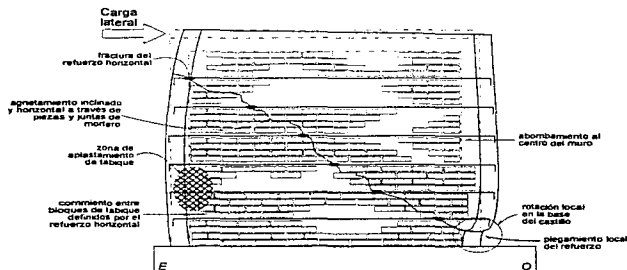 Carga
lateral
fractura del
refuerzo horizontal
agrietamiento inclinado
y horizontal a través de
piezas y juntas de
mortero
zona de
aplastamiento
de tabique
corrimiento entre
bloques de tabique
definidos por el
refuerzo horizontal
abombamiento al
centro del muro
rotación local
en la base
del castillo
plegamiento local
del refuerzo
E
O